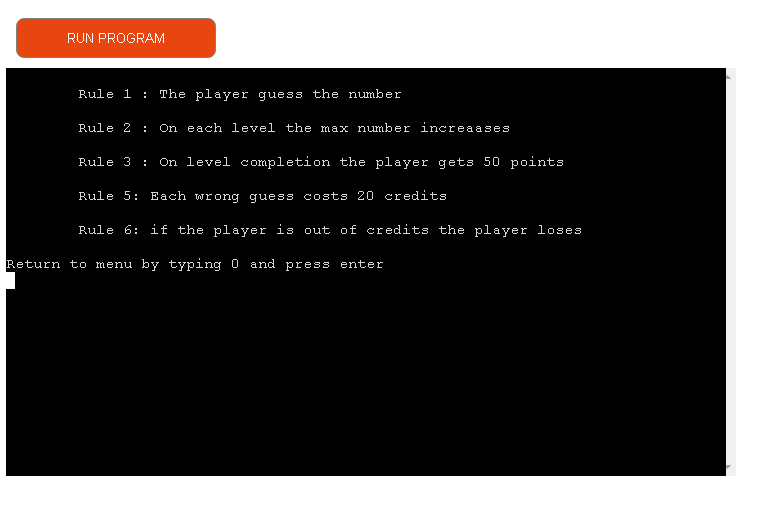 RUN PROGRAM
Rule 1 : The player guess the number
Rule 2 : On each level the max number increaases
Rule 3 : On level completion the player gets 50 points
Rule 5: Each wrong guess costs 20 credits
Rule 6: if the player is out of credits the player loses
Return to menu by typing 0 and press enter